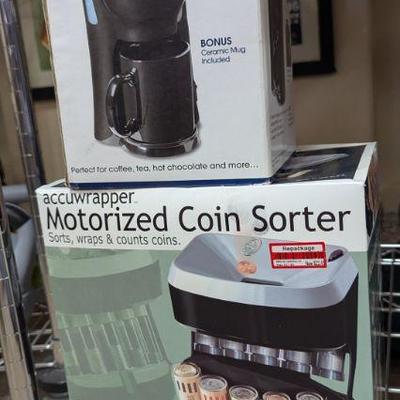 BONUS
Ceramic Mug
Included
Perfect for coffee, tea, hot chocolate and more...
accuwrapper™
Motorized Coin Sorter
Sorts, wraps & counts coins.
Repackage